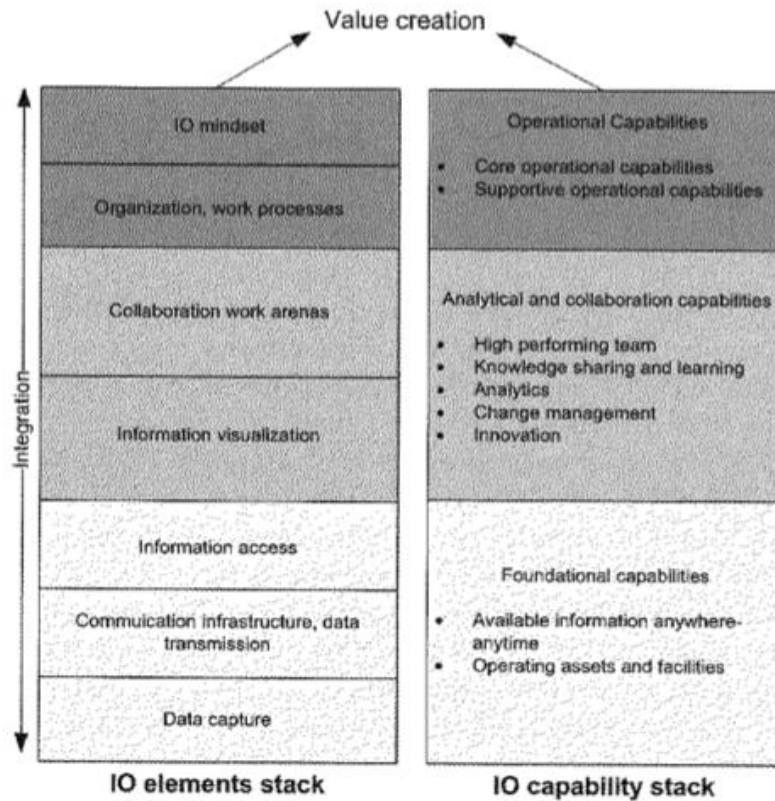 Value creation
Integration
IO mindset
Organization, work processes
Collaboration work arenas
Information visualization
Information access
Commuication infrastructure, data
transmission
Data capture
IO elements stack
Operational Capabilities
• Core operational capabilities
• Supportive operational capabilities
Analytical and collaboration capabilities
• High performing team
• Knowledge sharing and learning
• Analytics
• Change management
• Innovation
Foundational capabilities
• Available information anywhere-
anytime
• Operating assets and facilities
IO capability stack